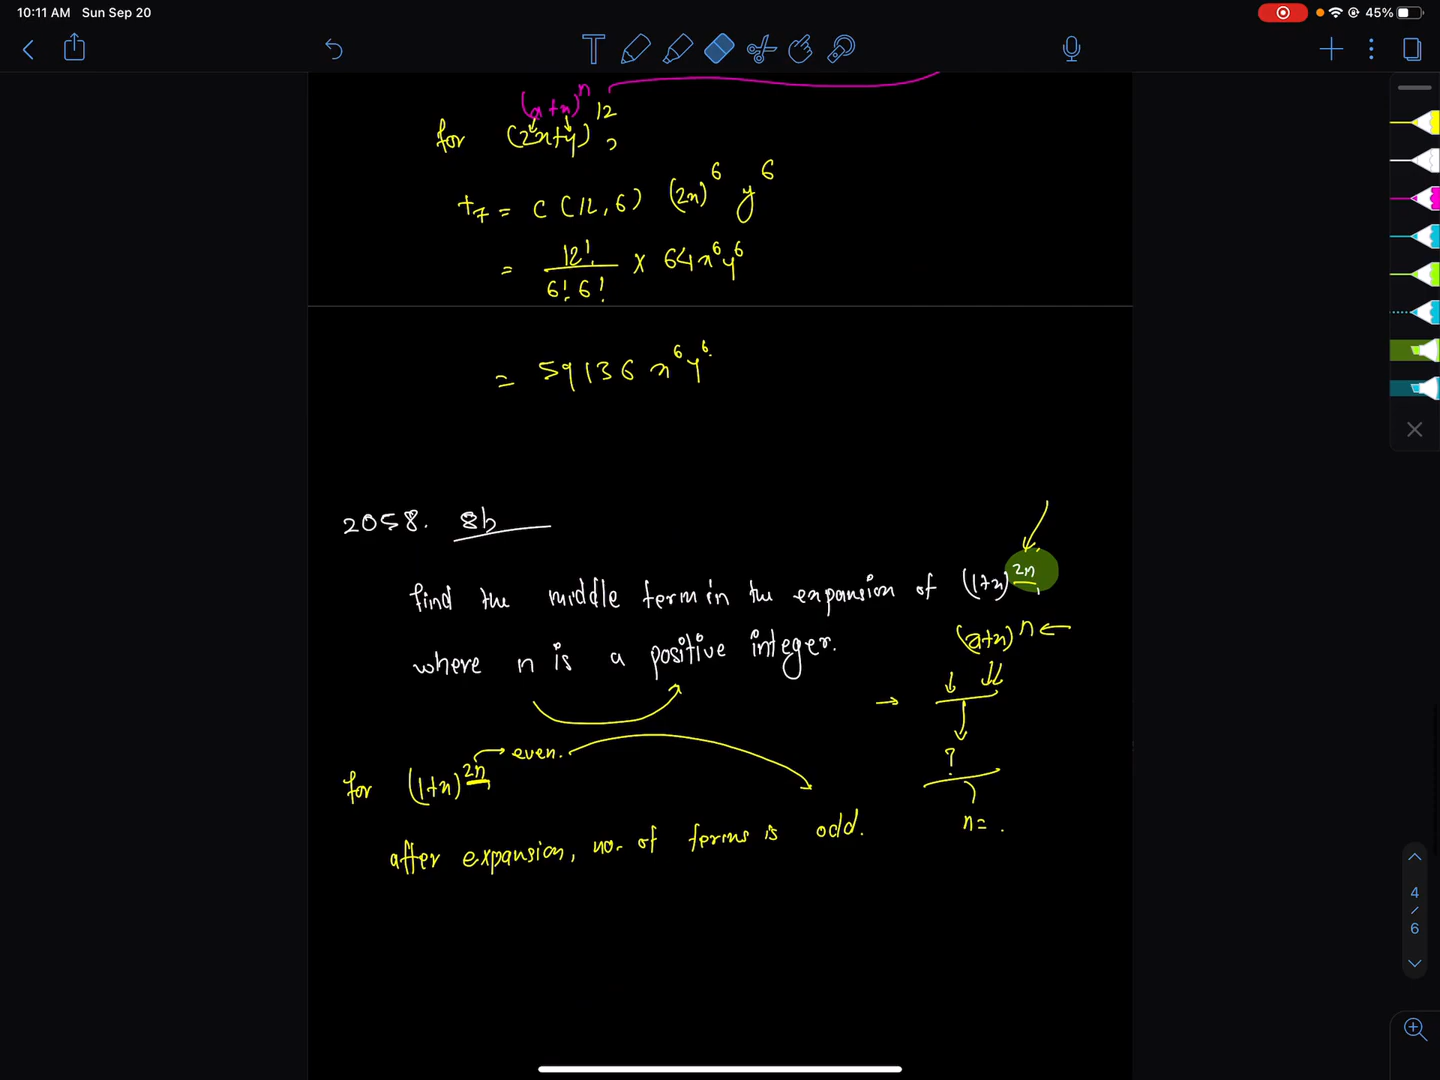 10:11 AM Sun Sep 20
45%
(a+x)^n
for (2x+y)^12,
t7 = C (12,6) (2x)^6 y^6
= 12!/6! 6! × 64x^6y^6
= 59136 x^6 y^6
2058. 8b
find the middle term in the expansion of (1+x)^2n,
(a+x)^n ←
where n is a positive integer.
→
even.
?
for (1+x)^2n
n= .
after expansion, no. of terms is odd.
4
/
6